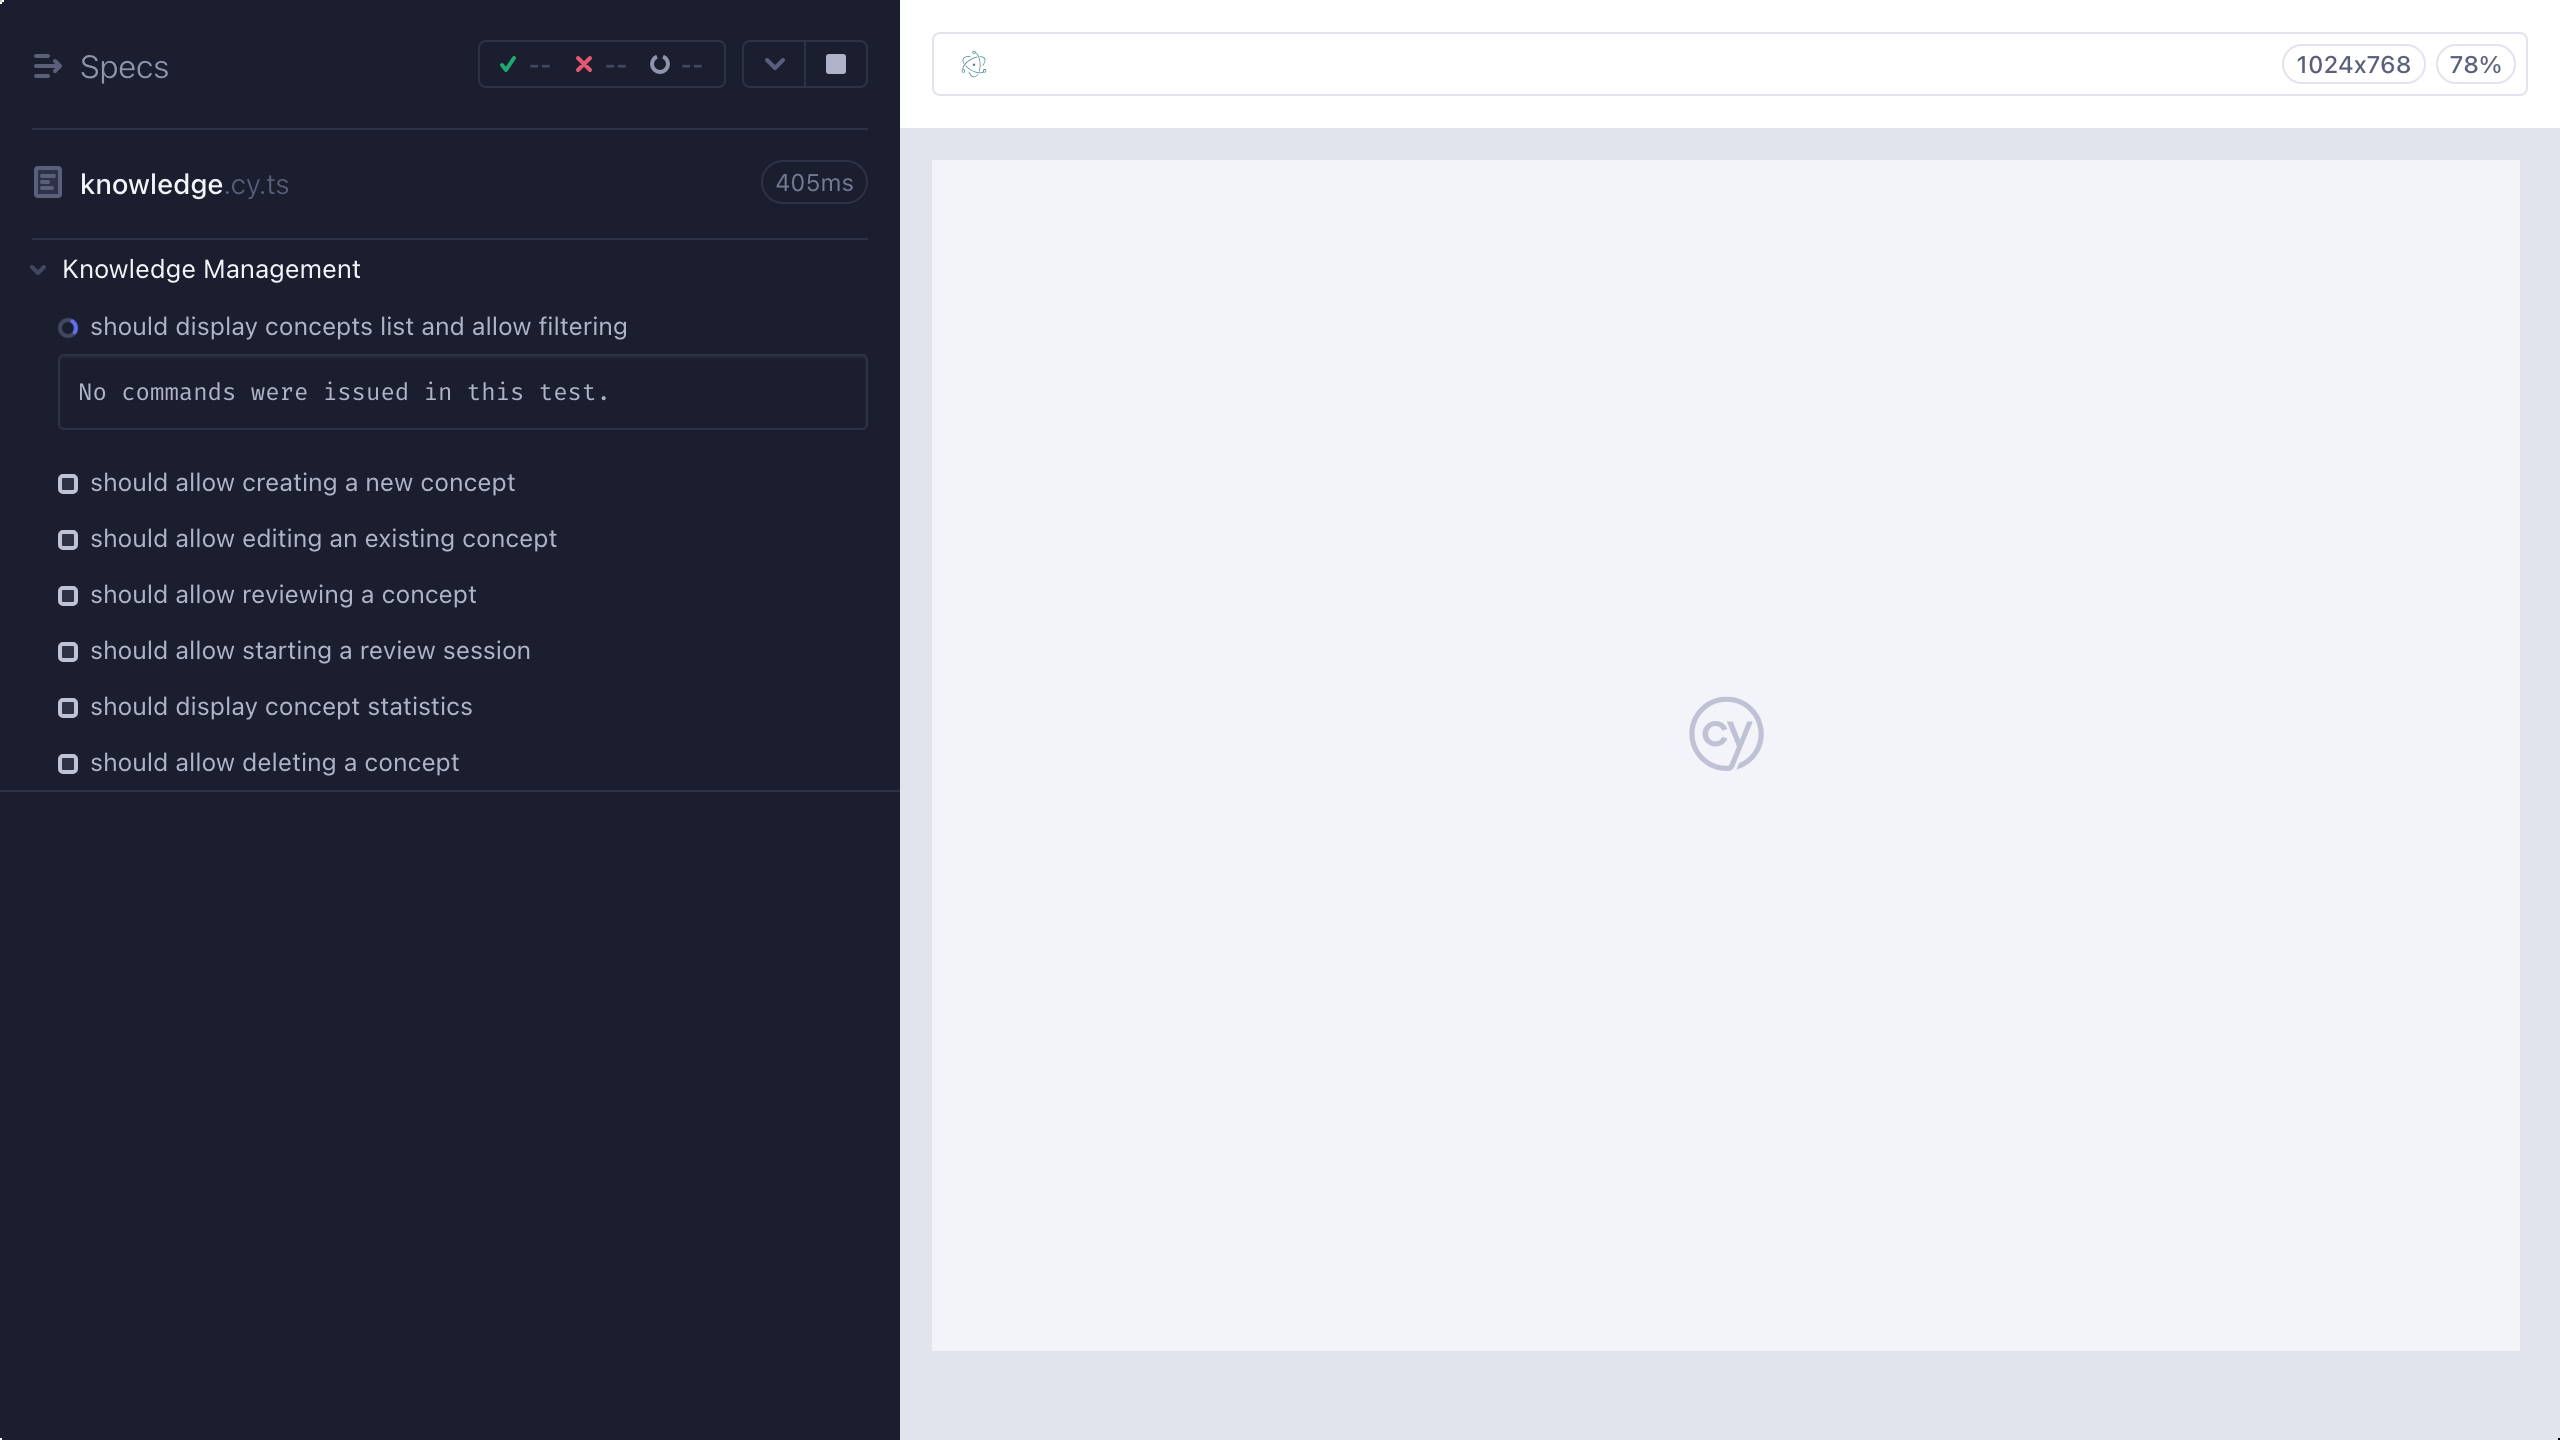 Specs
-- -- --
knowledge.cy.ts
405ms
Knowledge Management
should display concepts list and allow filtering
No commands were issued in this test.
should allow creating a new concept
should allow editing an existing concept
should allow reviewing a concept
should allow starting a review session
should display concept statistics
should allow deleting a concept
1024x768
78%
cy